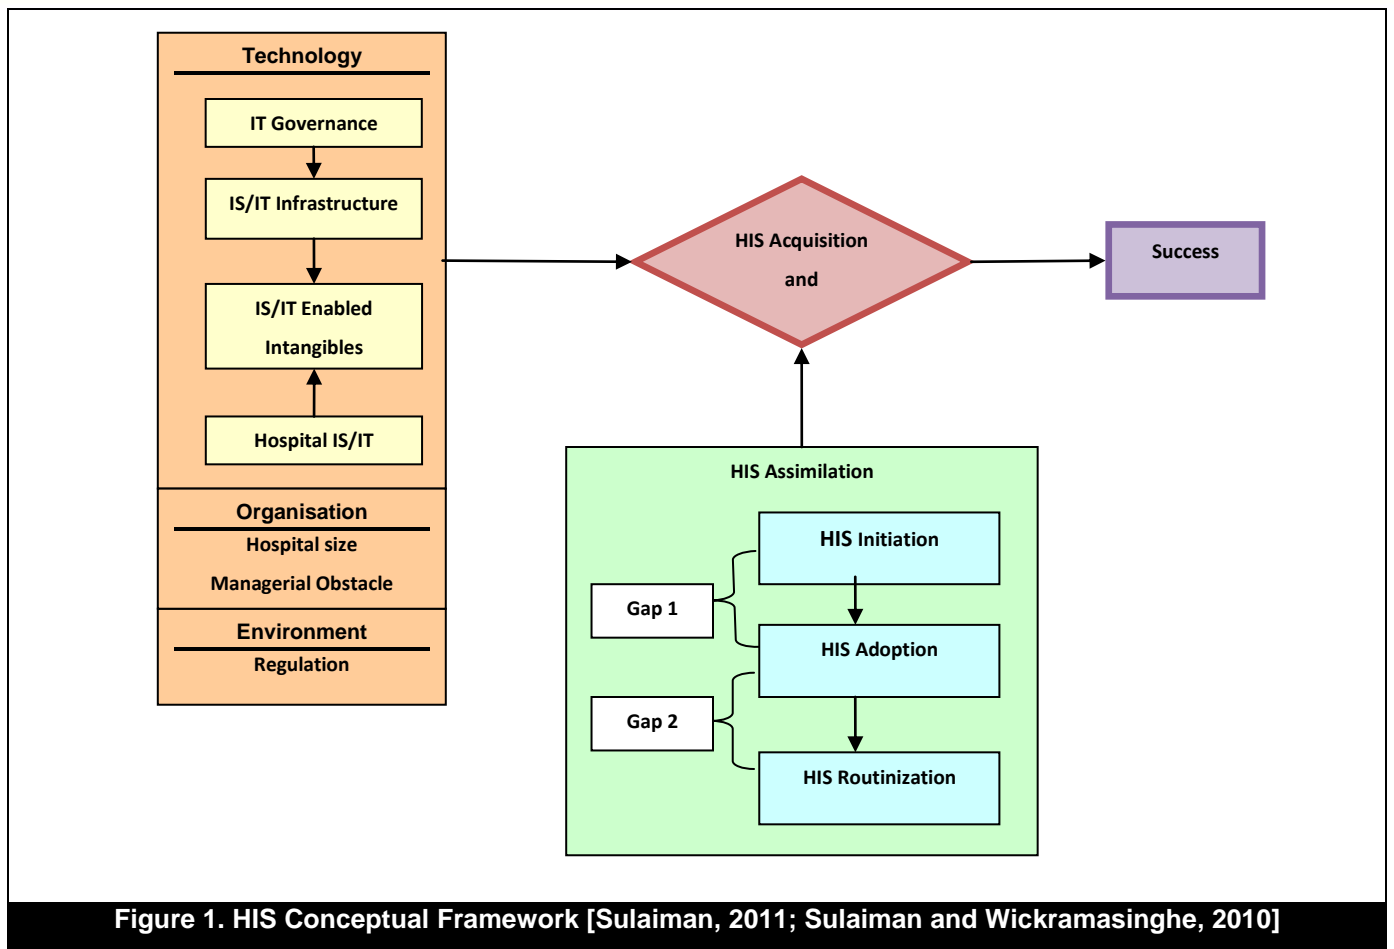 Technology
IT Governance
IS/IT Infrastructure
IS/IT Enabled
Intangibles
Hospital IS/IT
Organisation
Hospital size
Managerial Obstacle
Environment
Regulation
HIS Acquisition
and
Success
HIS Assimilation
HIS Initiation
Gap 1
HIS Adoption
Gap 2
HIS Routinization
Figure 1. HIS Conceptual Framework [Sulaiman, 2011; Sulaiman and Wickramasinghe, 2010]